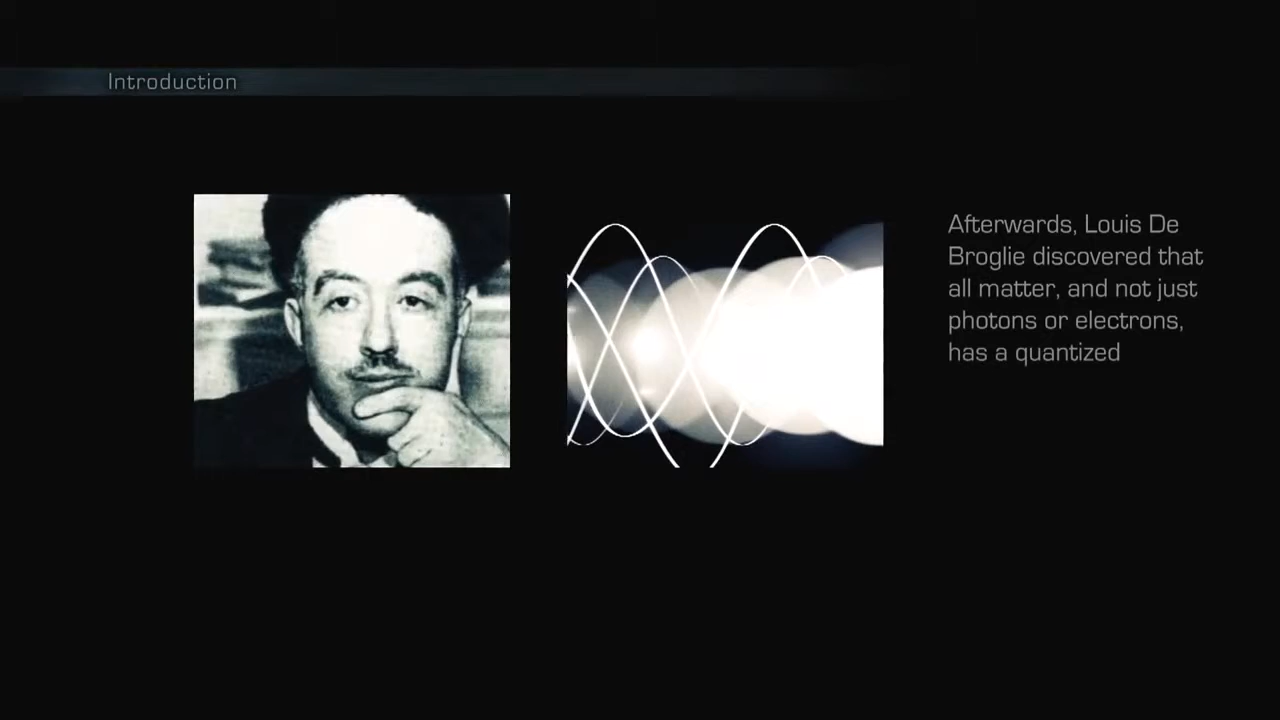 Introduction
Afterwards, Louis De
Broglie discovered that
all matter, and not just
photons or electrons,
has a quantized